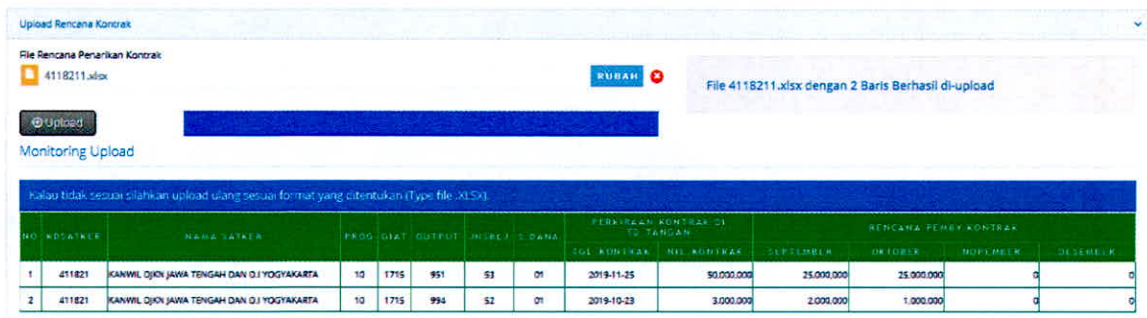 Upload Rencana Kontrak
File Rencana Penarikan Kontrak
4118211.xlsx
RUBAH
File 4118211.xlsx dengan 2 Baris Berhasil di-upload
Upload
Monitoring Upload
Kalau tidak sesuai silahkan upload ulang sesuai format yang ditentukan (Type file .XLSX).
NO KDSATKER NAMA SATKER PROG GIAT OUTPUT JNSBEJ S.DANA PERKIRAAN KONTRAK DI TD TANGAN RENCANA PEMBY KONTRAK
TGL. KONTRAK NIL. KONTRAK SEPTEMBER OKTOBER NOPEMBER DESEMBER
1 411821 KANWIL DJKN JAWA TENGAH DAN D.I YOGYAKARTA 10 1715 951 53 01 2019-11-25 50,000,000 25,000,000 25,000,000 0 0
2 411821 KANWIL DJKN JAWA TENGAH DAN D.I YOGYAKARTA 10 1715 994 52 01 2019-10-23 3,000,000 2,000,000 1,000,000 0 0